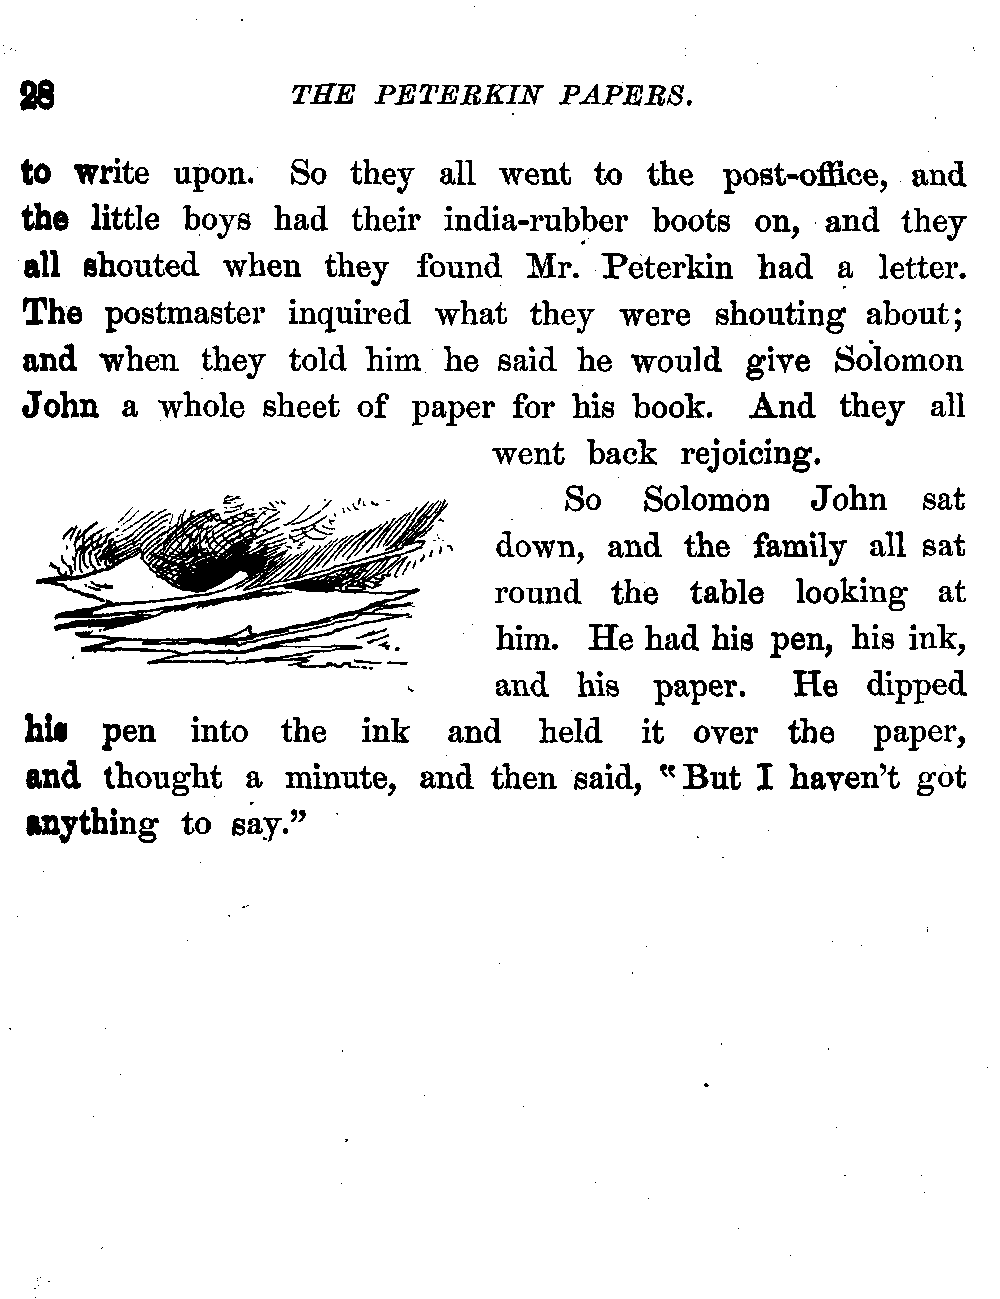 28 THE PETERKIN PAPERS.
to write upon. So they all went to the post-office, and
the little boys had their india-rubber boots on, and they
all shouted when they found Mr. Peterkin had a letter.
The postmaster inquired what they were shouting about;
and when they told him he said he would give Solomon
John a whole sheet of paper for his book. And they all
went back rejoicing.
So Solomon John sat
down, and the family all sat
round the table looking at
him. He had his pen, his ink,
and his paper. He dipped
his pen into the ink and held it over the paper,
and thought a minute, and then said, "But I haven't got
anything to say."